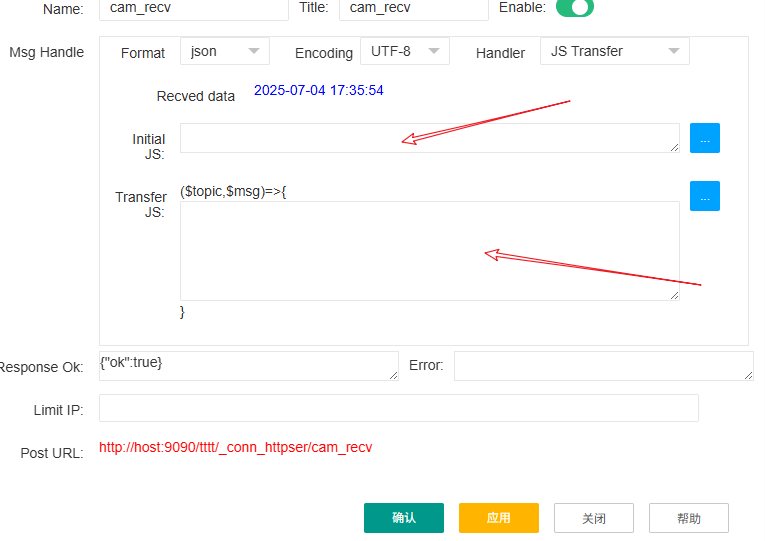 Name: cam_recv Title: cam_recv Enable:
Msg Handle Format json Encoding UTF-8 Handler JS Transfer
Recved data 2025-07-04 17:35:54
Initial JS: ...
Transfer JS: ($topic,$msg)=>{ ...
}
Response Ok: {"ok":true} Error:
Limit IP:
Post URL: http://host:9090/tttt/_conn_httpser/cam_recv
确认 应用 关闭 帮助